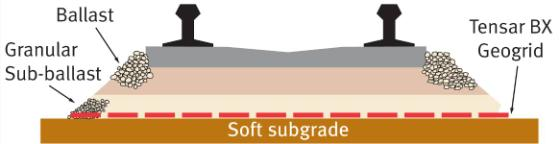 Ballast
Granular
Sub-ballast
Tensar BX
Geogrid
Soft subgrade